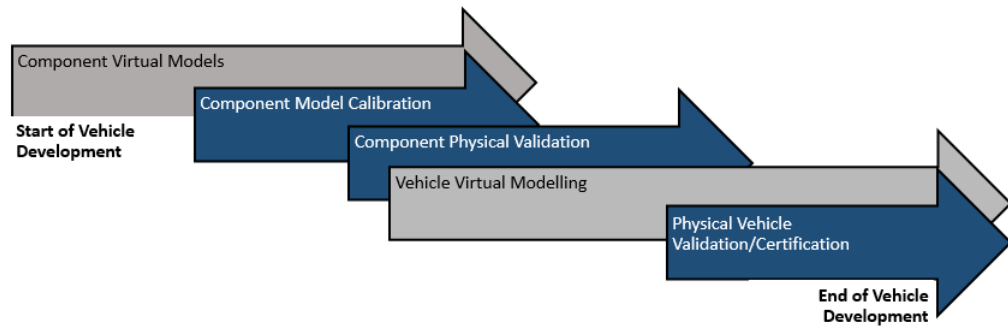 Component Virtual Models
Component Model Calibration
Start of Vehicle
Development
Component Physical Validation
Vehicle Virtual Modelling
Physical Vehicle
Validation/Certification
End of Vehicle
Development